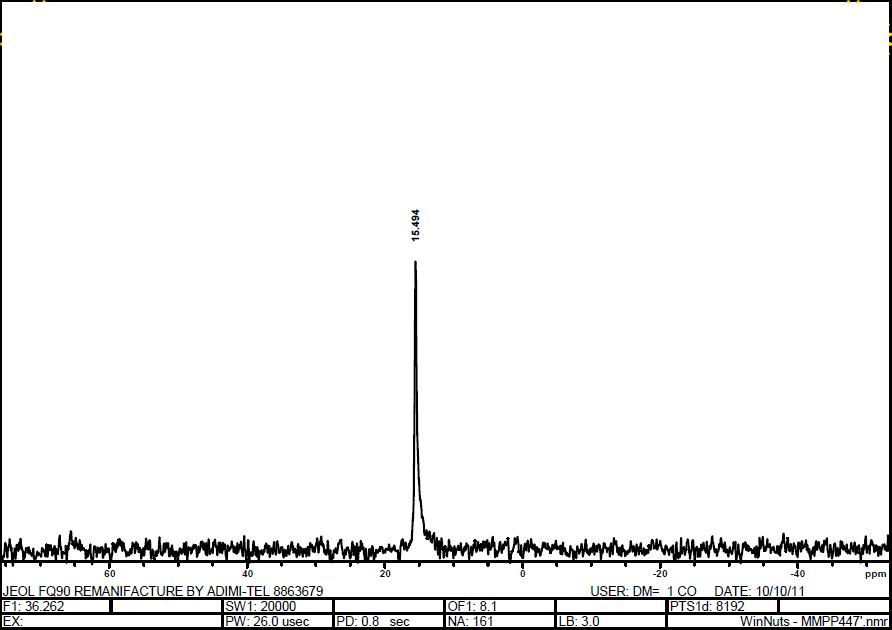 15.494
60 40 20 0 -20 -40 ppm
JEOL FQ90 REMANIFACTURE BY ADIMI-TEL 8863679 USER: DM= 1 CO DATE: 10/10/11
F1: 36.262 SW1: 20000 OF1: 8.1 PTS1d: 8192
EX: PW: 26.0 usec PD: 0.8 sec NA: 161 LB: 3.0 WinNuts - MMPP447'.nmr